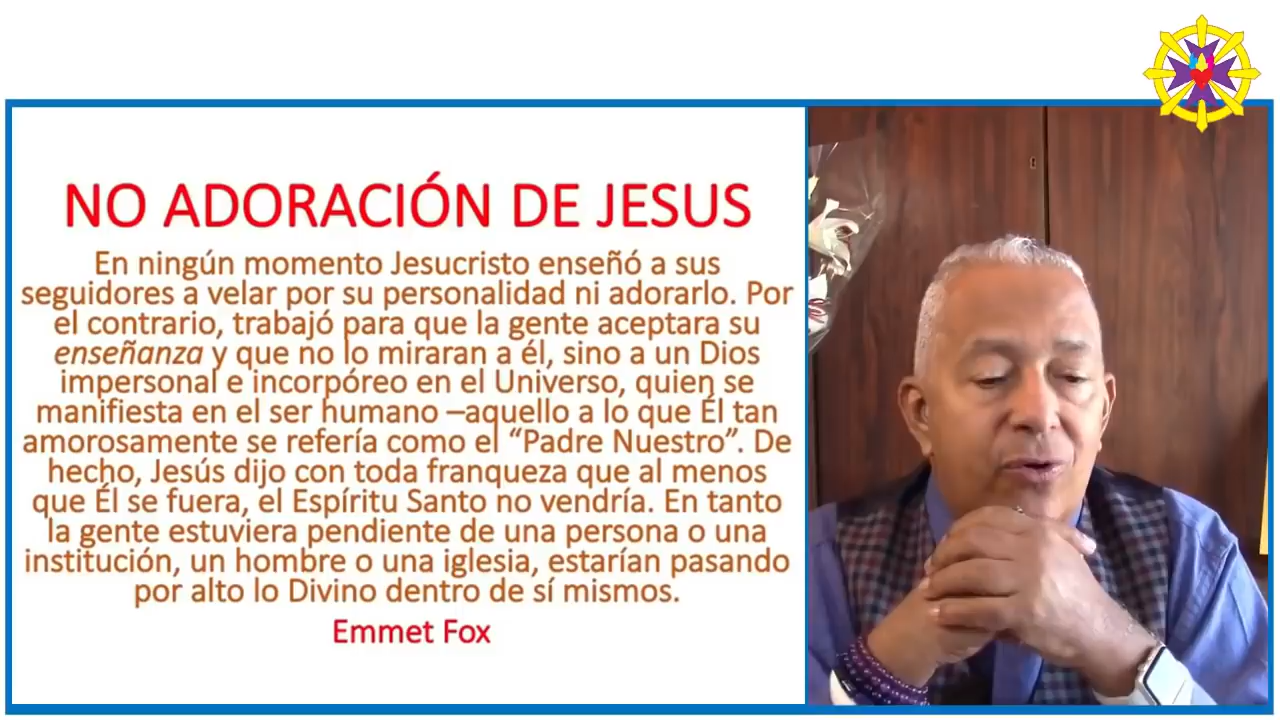 NO ADORACIÓN DE JESUS
En ningún momento Jesucristo enseñó a sus
seguidores a velar por su personalidad ni adorarlo. Por
el contrario, trabajó para que la gente aceptara su
enseñanza y que no lo miraran a él, sino a un Dios
impersonal e incorpóreo en el Universo, quien se
manifiesta en el ser humano –aquello a lo que Él tan
amorosamente se refería como el “Padre Nuestro”. De
hecho, Jesús dijo con toda franqueza que al menos
que Él se fuera, el Espíritu Santo no vendría. En tanto
la gente estuviera pendiente de una persona o una
institución, un hombre o una iglesia, estarían pasando
por alto lo Divino dentro de sí mismos.
Emmet Fox